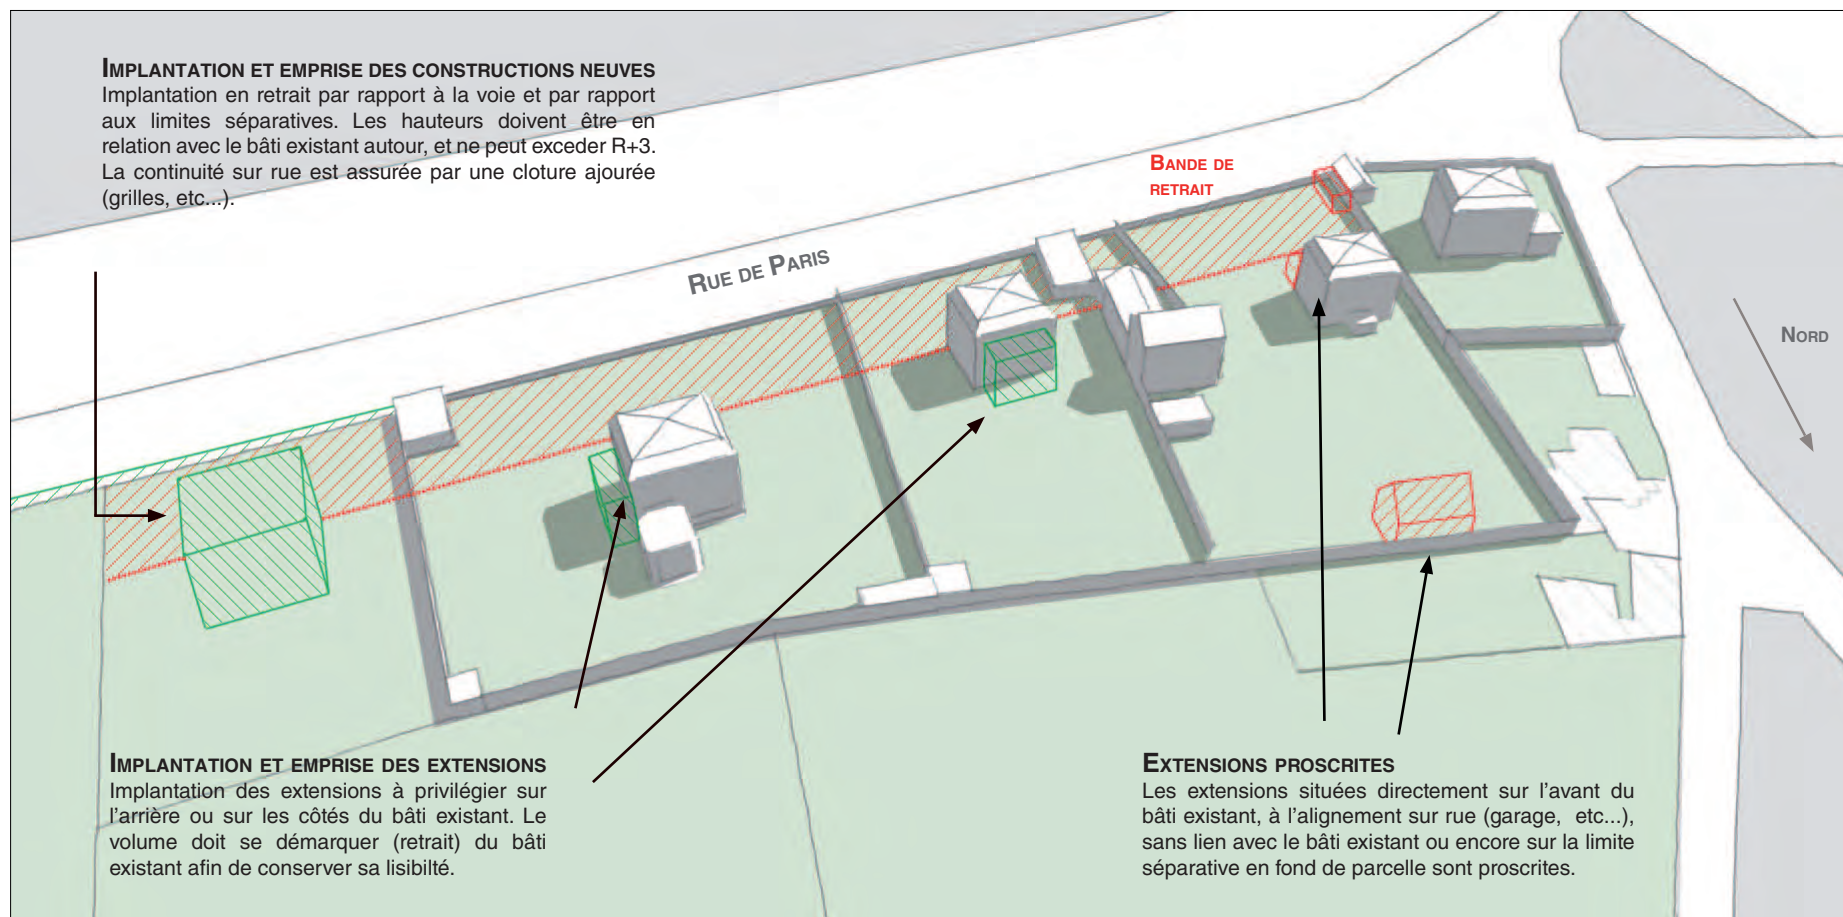 IMPLANTATION ET EMPRISE DES CONSTRUCTIONS NEUVES
Implantation en retrait par rapport à la voie et par rapport
aux limites séparatives. Les hauteurs doivent être en
relation avec le bâti existant autour, et ne peut exceder R+3.
La continuité sur rue est assurée par une cloture ajourée
(grilles, etc...).
BANDE DE
RETRAIT
RUE DE PARIS
NORD
IMPLANTATION ET EMPRISE DES EXTENSIONS
Implantation des extensions à privilégier sur
l'arrière ou sur les côtés du bâti existant. Le
volume doit se démarquer (retrait) du bâti
existant afin de conserver sa lisibilté.
EXTENSIONS PROSCRITES
Les extensions situées directement sur l'avant du
bâti existant, à l'alignement sur rue (garage, etc...),
sans lien avec le bâti existant ou encore sur la limite
séparative en fond de parcelle sont proscrites.